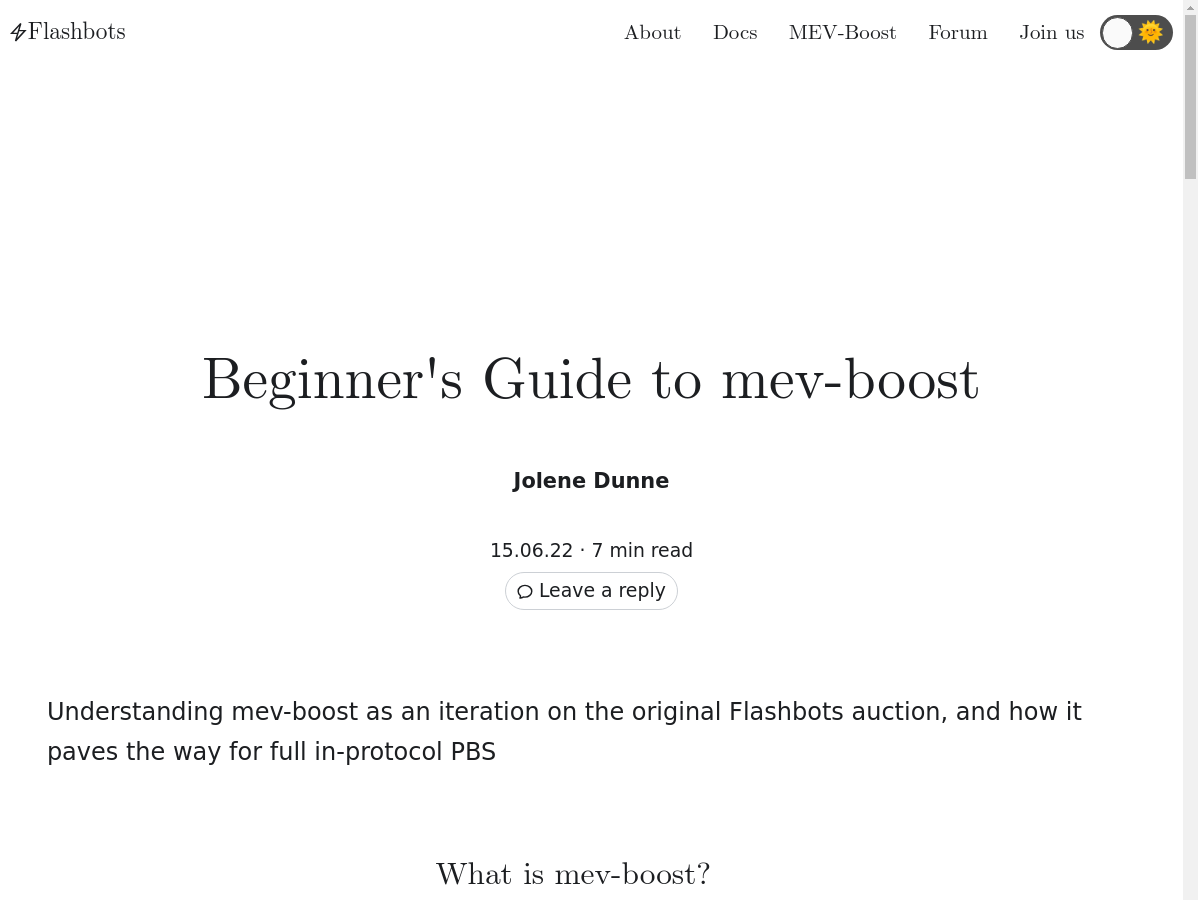 Flashbots
About Docs MEV-Boost Forum Join us
Beginner's Guide to mev-boost
Jolene Dunne
15.06.22 · 7 min read
Leave a reply
Understanding mev-boost as an iteration on the original Flashbots auction, and how it
paves the way for full in-protocol PBS
What is mev-boost?